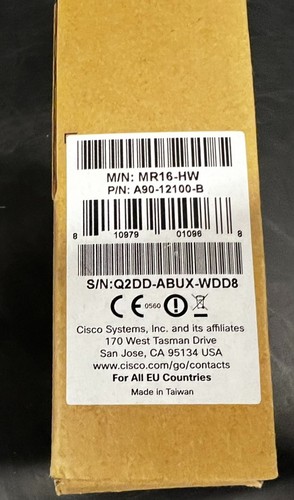 M/N: MR16-HW
P/N: A90-12100-B
8 10979 01096 8
S/N:Q2DD-ABUX-WDD8
CE 0560
Cisco Systems, Inc. and its affiliates
170 West Tasman Drive
San Jose, CA 95134 USA
www.cisco.com/go/contacts
For All EU Countries
Made in Taiwan